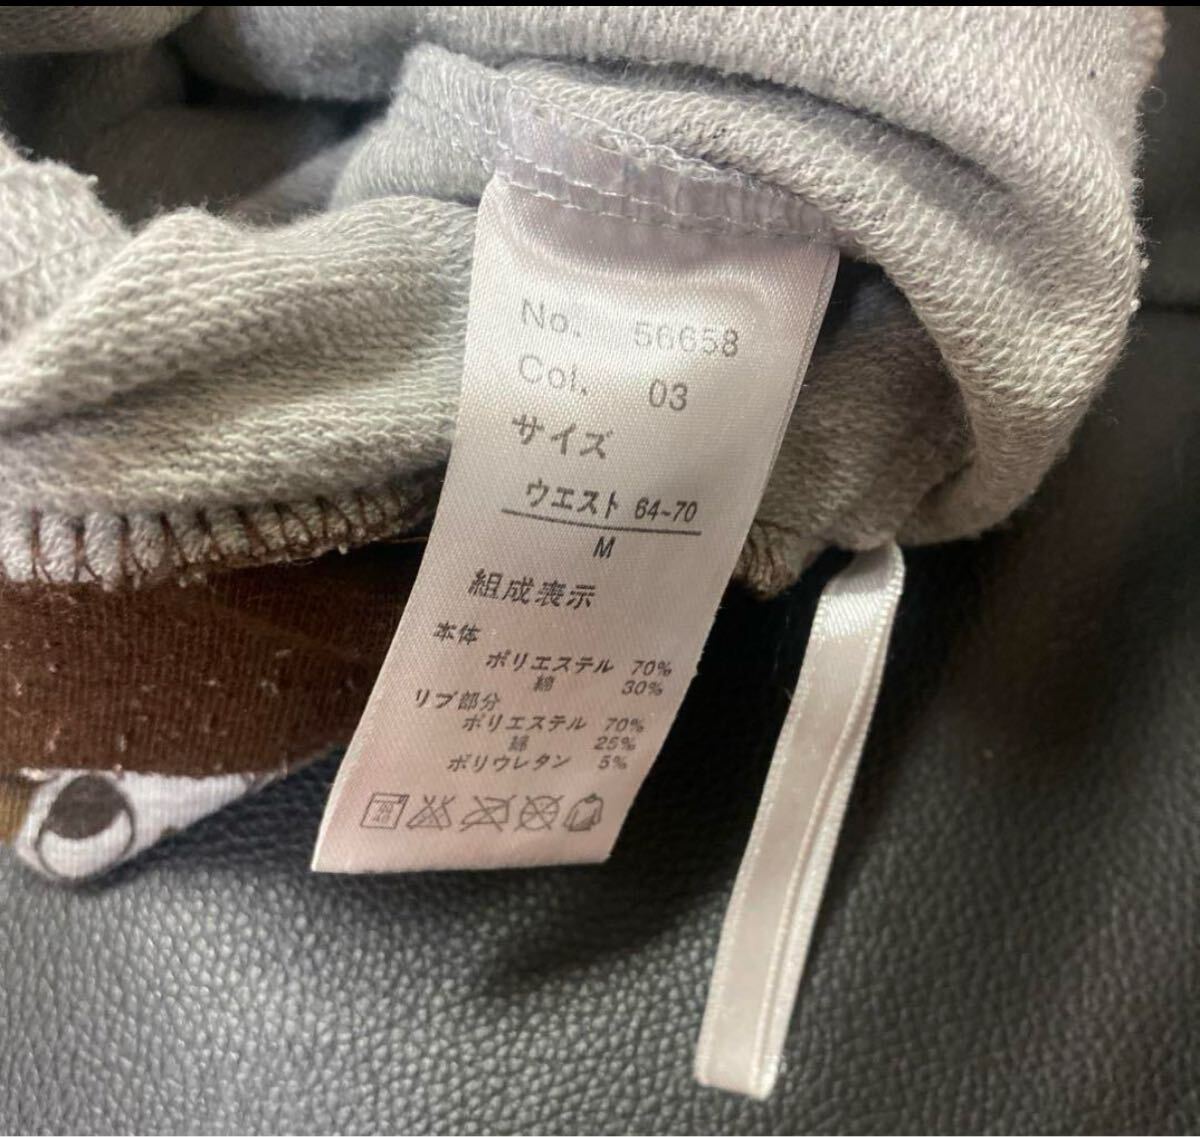 No. 56658
Col. 03
サイズ
ウエスト 64~70
M
組成表示
本体
ポリエステル 70%
綿 30%
リブ部分
ポリエステル 70%
綿 25%
ポリウレタン 5%